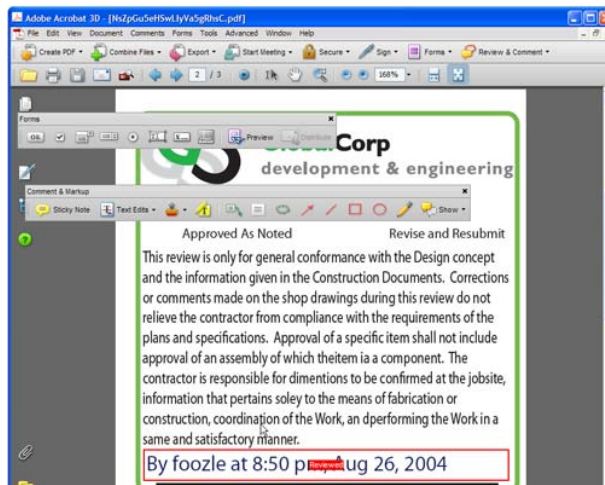 Adobe Acrobat 3D - [NsZpGu5eHSwLIyVa5gRhsC.pdf]
File Edit View Document Comments Forms Tools Advanced Window Help
Create PDF Combine Files Export Start Meeting Secure Sign Forms Review & Comment
2 / 3 168%
Forms
OK Preview Distribute
Corp
development & engineering
Comment & Markup
Sticky Note Text Edits Show
Approved As Noted Revise and Resubmit
This review is only for general conformance with the Design concept
and the information given in the Construction Documents. Corrections
or comments made on the shop drawings during this review do not
relieve the contractor from compliance with the requirements of the
plans and specifications. Approval of a specific item shall not include
approval of an assembly of which theitem ia a component. The
contractor is responsible for dimentions to be confirmed at the jobsite,
information that pertains soley to the means of fabrication or
construction, coordination of the Work, an dperforming the Work in a
same and satisfactory manner.
By foozle at 8:50 p Reviewed Aug 26, 2004